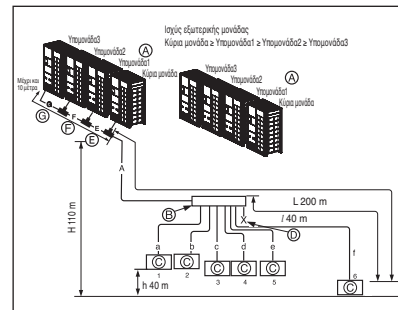 Ισχύς εξωτερικής μονάδας
Κύρια μονάδα ≥ Υπομονάδα1 ≥ Υπομονάδα2 ≥ Υπομονάδα3
Υπομονάδα3
Υπομονάδα2
Υπομονάδα1
A
Κύρια μονάδα
Υπομονάδα3
Υπομονάδα2
Υπομονάδα1
A
Κύρια μονάδα
Μέχρι και
10 μέτρα
G
F
F
E
E
A
H 110 m
L 200 m
l 40 m
B
X
D
a b c d e f
C C C C C C
1 2 3 4 5 6
h 40 m